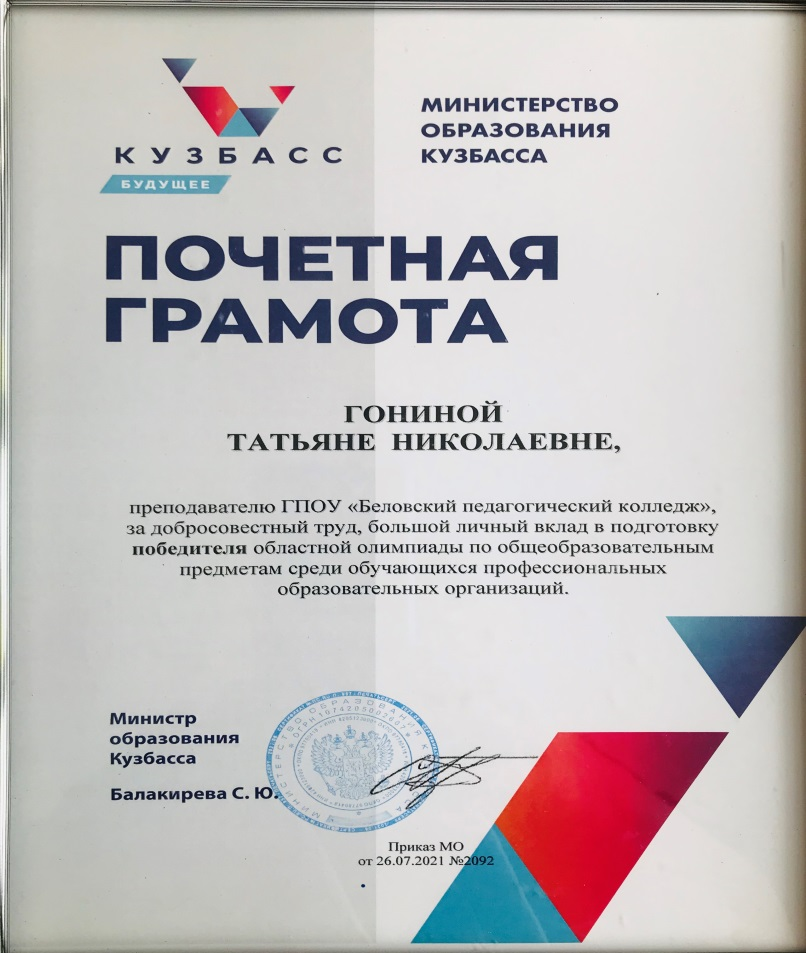 КУЗБАСС
БУДУЩЕЕ
МИНИСТЕРСТВО
ОБРАЗОВАНИЯ
КУЗБАССА
ПОЧЕТНАЯ
ГРАМОТА
ГОНИНОЙ
ТАТЬЯНЕ НИКОЛАЕВНЕ,
преподавателю ГПОУ «Беловский педагогический колледж»,
за добросовестный труд, большой личный вклад в подготовку
победителя областной олимпиады по общеобразовательным
предметам среди обучающихся профессиональных
образовательных организаций.
Министр
образования
Кузбасса
Балакирева С. Ю.
Приказ МО
от 26.07.2021 №2092